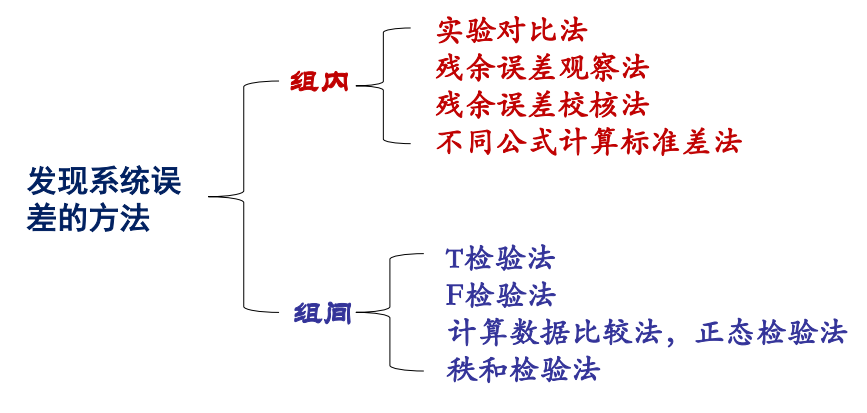 发现系统误
差的方法
组内
实验对比法
残余误差观察法
残余误差校核法
不同公式计算标准差法
组间
T检验法
F检验法
计算数据比较法，正态检验法
秩和检验法